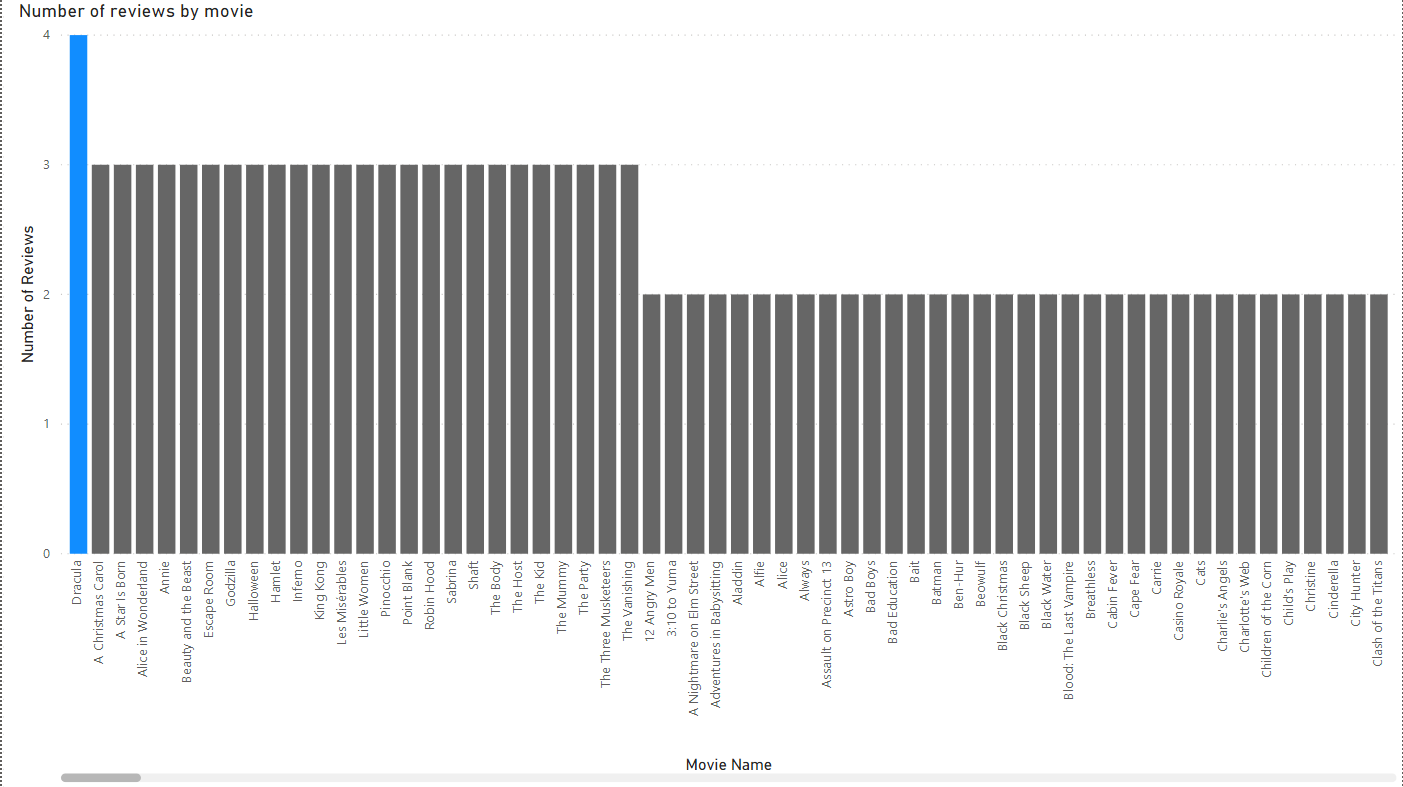 Number of reviews by movie
4
3
2
1
0
Number of Reviews
Dracula
A Christmas Carol
A Star Is Born
Alice in Wonderland
Annie
Beauty and the Beast
Escape Room
Godzilla
Halloween
Hamlet
Inferno
King Kong
Les Misérables
Little Women
Pinocchio
Point Blank
Robin Hood
Sabrina
Shaft
The Body
The Host
The Kid
The Mummy
The Party
The Three Musketeers
The Vanishing
12 Angry Men
3:10 to Yuma
A Nightmare on Elm Street
Adventures in Babysitting
Aladdin
Alfie
Alice
Always
Assault on Precinct 13
Astro Boy
Bad Boys
Bad Education
Bait
Batman
Ben-Hur
Beowulf
Black Christmas
Black Sheep
Black Water
Blood: The Last Vampire
Breathless
Cabin Fever
Cape Fear
Carrie
Casino Royale
Cats
Charlie's Angels
Charlotte's Web
Children of the Corn
Child's Play
Christine
Cinderella
City Hunter
Clash of the Titans
Movie Name